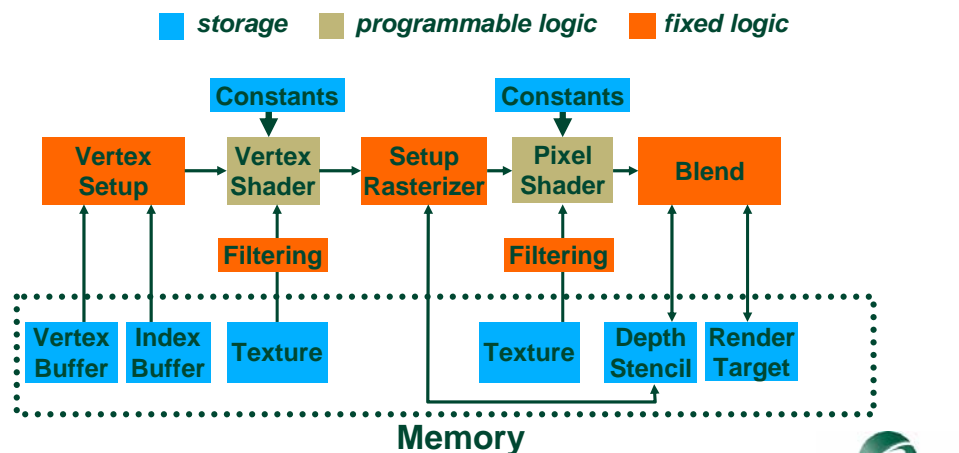 storage
programmable logic
fixed logic
Constants
Constants
Vertex
Setup
Vertex
Shader
Setup
Rasterizer
Pixel
Shader
Blend
Filtering
Filtering
Vertex
Buffer
Index
Buffer
Texture
Texture
Depth
Stencil
Render
Target
Memory